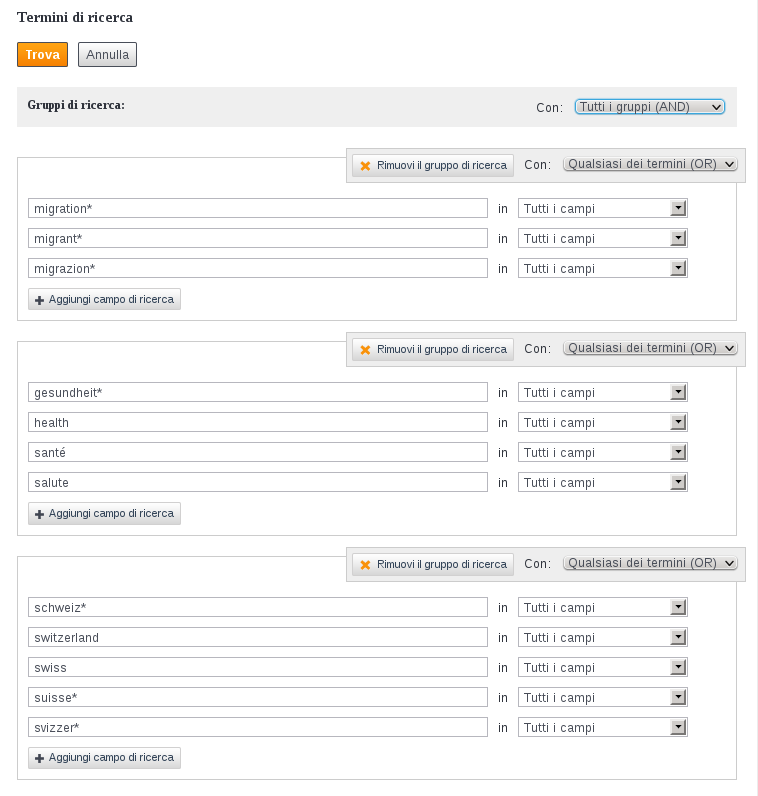 Termini di ricerca
Trova Annulla
Gruppi di ricerca: Con: Tutti i gruppi (AND)
Rimuovi il gruppo di ricerca Con: Qualsiasi dei termini (OR)
migration* in Tutti i campi
migrant* in Tutti i campi
migrazion* in Tutti i campi
Aggiungi campo di ricerca
Rimuovi il gruppo di ricerca Con: Qualsiasi dei termini (OR)
gesundheit* in Tutti i campi
health in Tutti i campi
santé in Tutti i campi
salute in Tutti i campi
Aggiungi campo di ricerca
Rimuovi il gruppo di ricerca Con: Qualsiasi dei termini (OR)
schweiz* in Tutti i campi
switzerland in Tutti i campi
swiss in Tutti i campi
suisse* in Tutti i campi
svizzer* in Tutti i campi
Aggiungi campo di ricerca